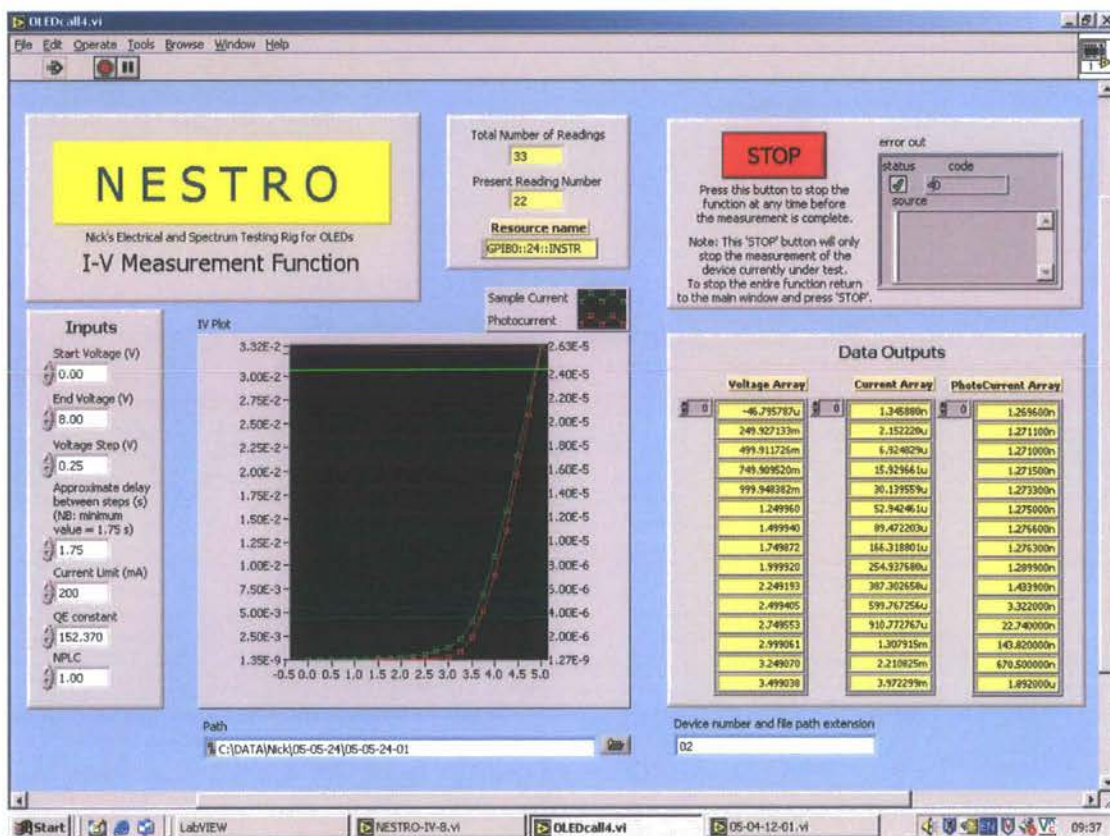 OLEDcall4.vi
File Edit Operate Tools Browse Window Help
NESTRO
Nick's Electrical and Spectrum Testing Rig for OLEDs
I-V Measurement Function
Total Number of Readings
33
Present Reading Number
22
Resource name
GPIB0::24::INSTR
STOP
Press this button to stop the
function at any time before
the measurement is complete.
Note: This 'STOP' button will only
stop the measurement of the
device currently under test.
To stop the entire function return
to the main window and press 'STOP'.
error out
status code
source
Inputs
Start Voltage (V)
0.00
End Voltage (V)
8.00
Voltage Step (V)
0.25
Approximate delay
between steps (s)
(NB: minimum
value = 1.75 s)
1.75
Current Limit (mA)
200
QE constant
152.370
NPLC
1.00
Sample Current
Photocurrent
IV Plot
3.32E-2
3.00E-2
2.75E-2
2.50E-2
2.25E-2
2.00E-2
1.75E-2
1.50E-2
1.25E-2
1.00E-2
7.50E-3
5.00E-3
2.50E-3
1.35E-9
2.63E-5
2.40E-5
2.20E-5
2.00E-5
1.80E-5
1.60E-5
1.40E-5
1.20E-5
1.00E-5
8.00E-6
6.00E-6
4.00E-6
2.00E-6
1.27E-9
-0.5 0.0 0.5 1.0 1.5 2.0 2.5 3.0 3.5 4.0 4.5 5.0
Data Outputs
Voltage Array Current Array PhotoCurrent Array
0 -46.795787u 0 1.345880n 0 1.269600n
249.927133m 2.152220u 1.271100n
499.911726m 6.924829u 1.271000n
749.909520m 15.929661u 1.271500n
999.948382m 30.139559u 1.273300n
1.249960 52.942461u 1.275000n
1.499940 89.472203u 1.276600n
1.749872 166.318801u 1.276300n
1.999920 254.937680u 1.289900n
2.249193 387.302658u 1.433900n
2.499405 599.767256u 3.322000n
2.749553 910.772767u 22.740000n
2.999061 1.307915m 143.820000n
3.249070 2.210825m 670.500000n
3.499038 3.972299m 1.892000u
Path
C:\DATA\Nick\05-05-24\05-05-24-01
Device number and file path extension
02
Start LabVIEW NESTRO-IV-8.vi OLEDcall4.vi 05-04-12-01.vi EN 09:37